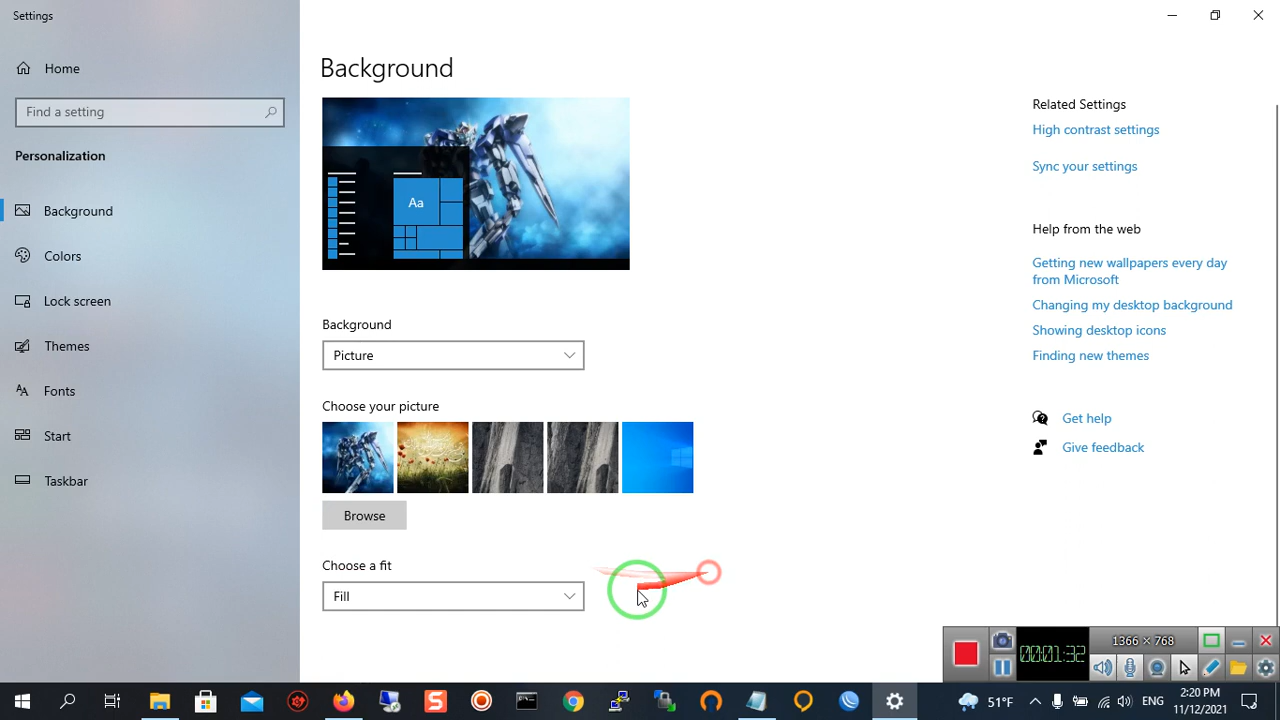 Settings
Home
Find a setting
Personalization
Background
Colors
Lock screen
Themes
Fonts
Start
Taskbar
Background
Aa
Background
Picture
Choose your picture
Browse
Choose a fit
Fill
Related Settings
High contrast settings
Sync your settings
Help from the web
Getting new wallpapers every day
from Microsoft
Changing my desktop background
Showing desktop icons
Finding new themes
Get help
Give feedback
1366 × 768
00:01:32
51°F
ENG
2:20 PM
11/12/2021